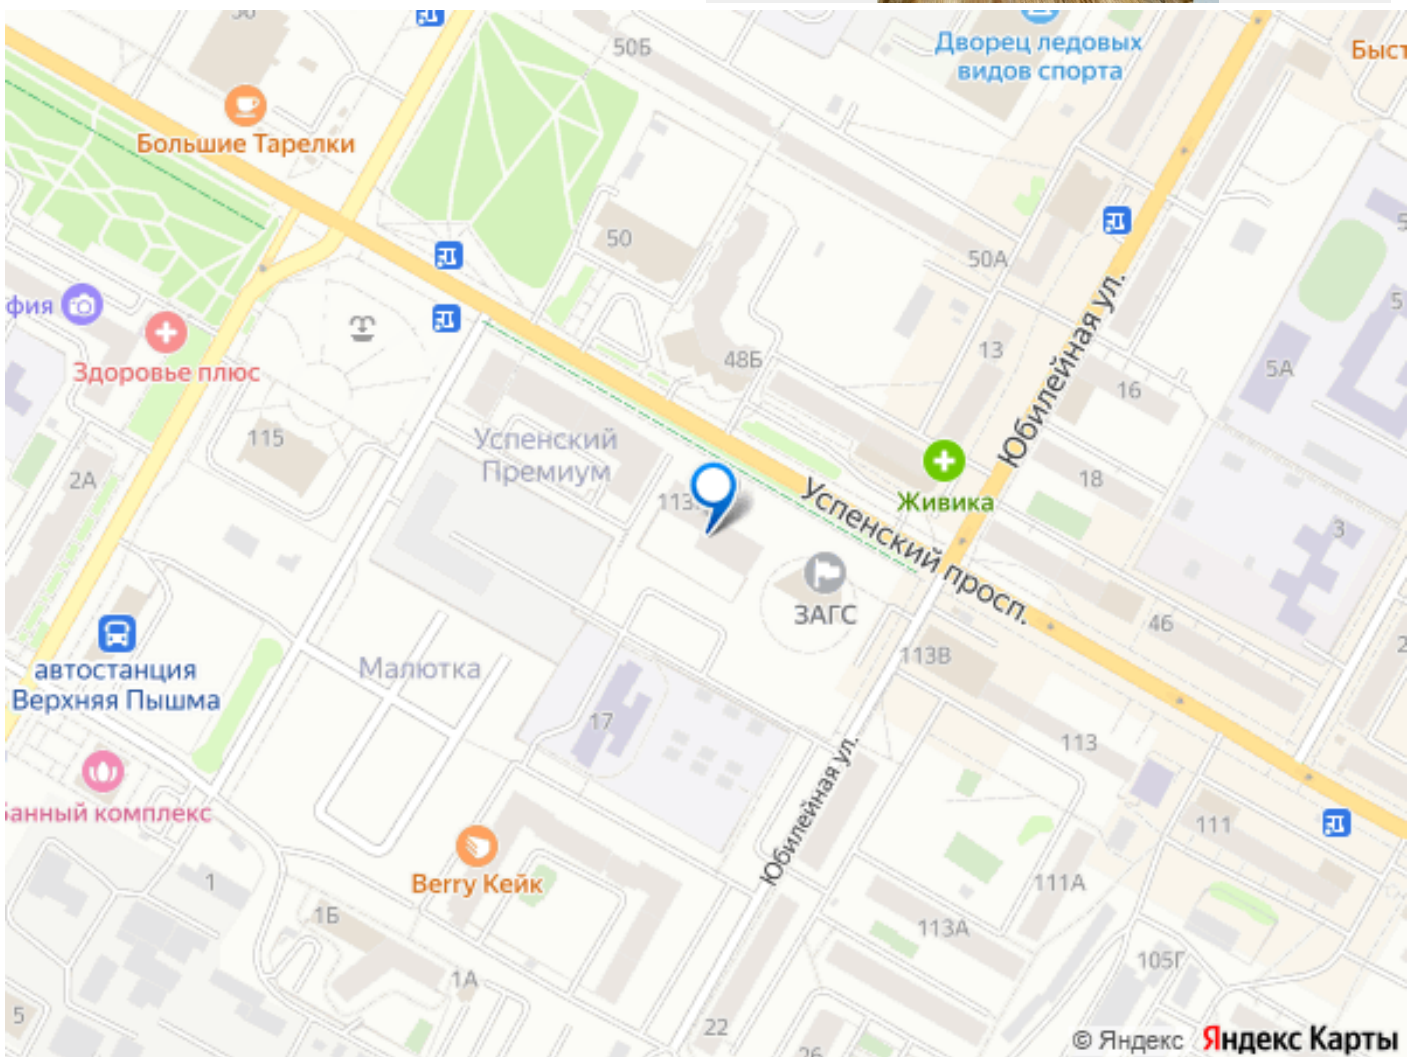 50Б
Дворец ледовых
видов спорта
Быст
Большие Тарелки
50
50А
фия
Здоровье плюс
48Б
13
Юбилейная ул.
16
5А
5
115
Успенский
Премиум
2А
113
Успенский просп.
Живика
18
3
ЗАГС
46
автостанция
Верхняя Пышма
Малютка
113В
17
113
Юбилейная ул.
банный комплекс
111
Berry Кейк
1
111А
1Б
113А
1А
105Г
5
22
26
© Яндекс Яндекс Карты